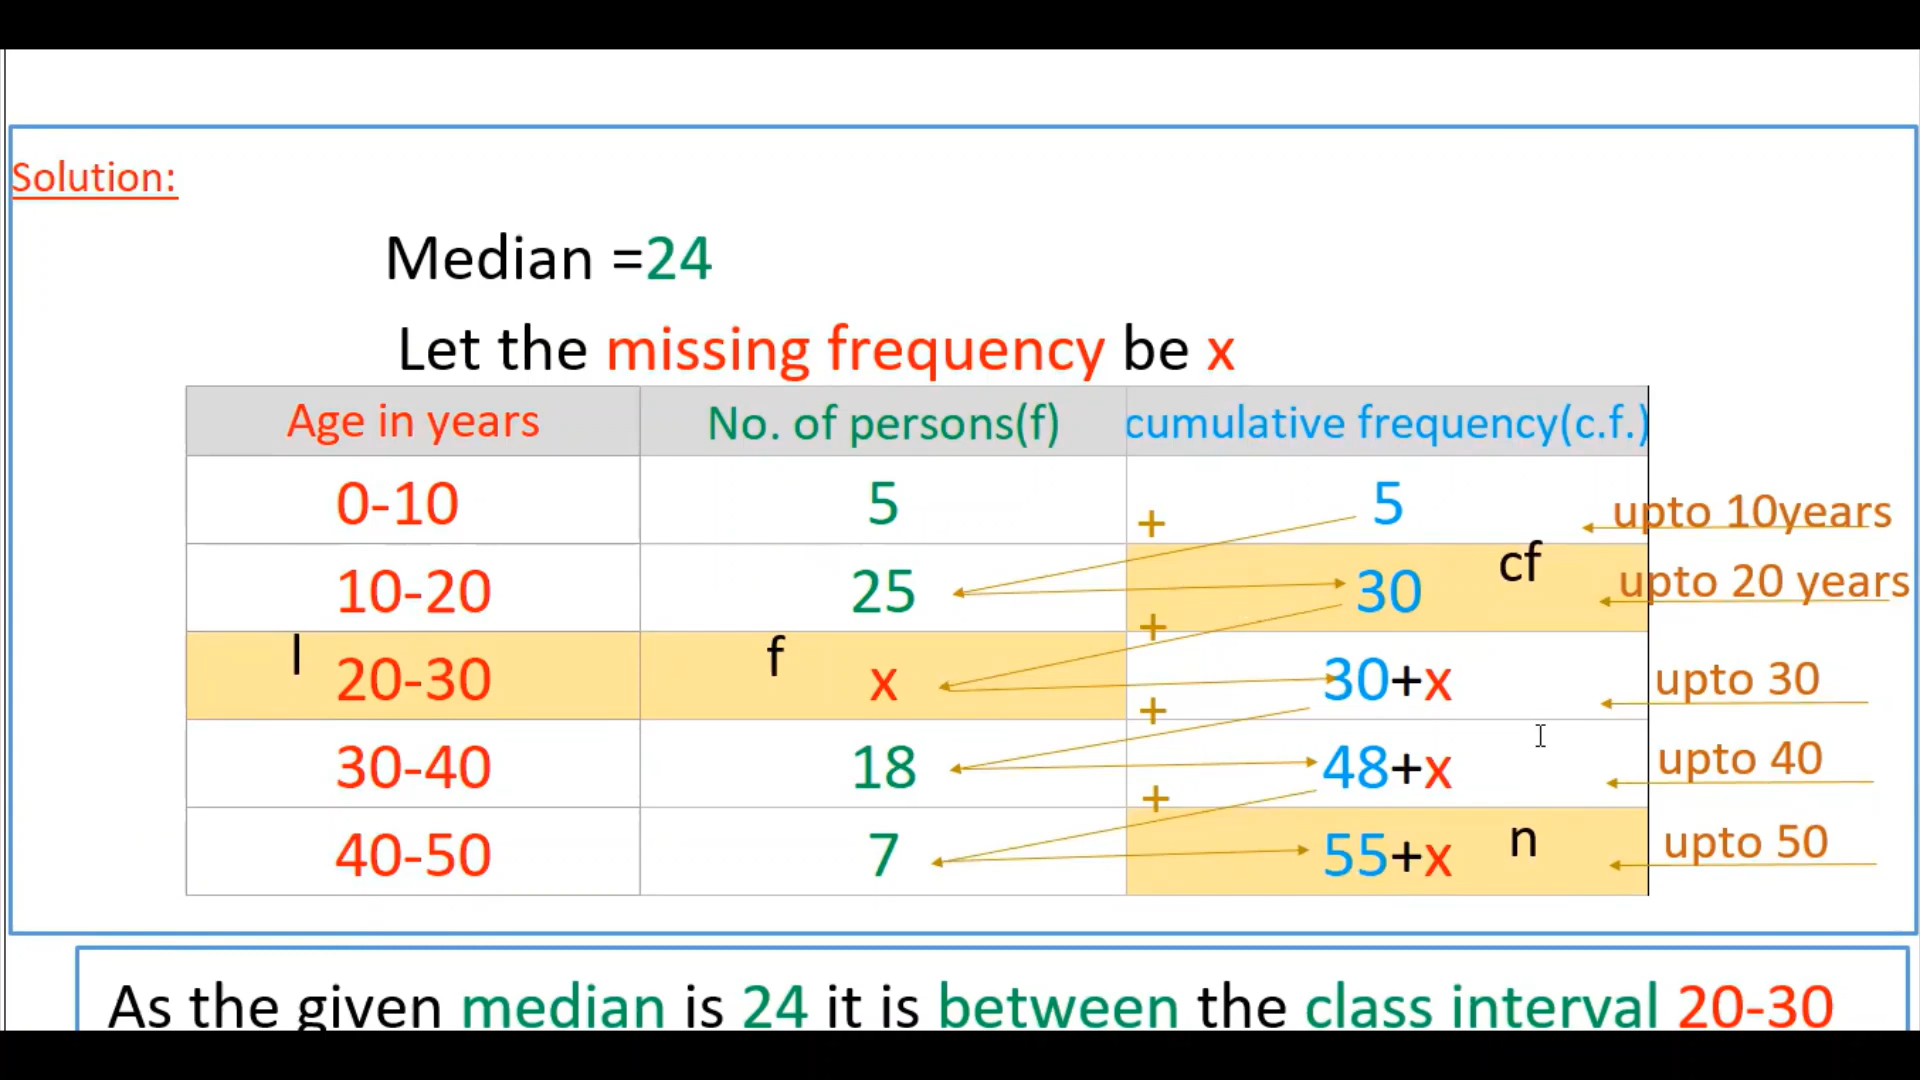 Solution:
Median =24
Let the missing frequency be x
Age in years No. of persons(f) cumulative frequency(c.f.)
0-10 5 + 5 upto 10years
10-20 25 30 cf upto 20 years
+
l 20-30 f x 30+x upto 30
+
30-40 18 48+x upto 40
+
40-50 7 55+x n upto 50
As the given median is 24 it is between the class interval 20-30